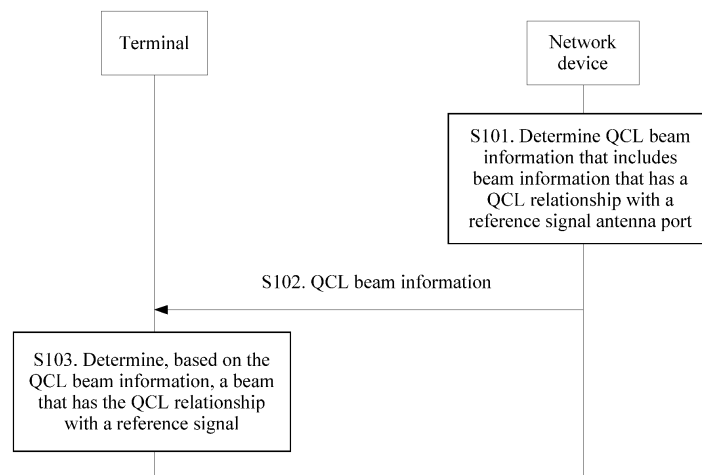 Terminal
Network
device
S101. Determine QCL beam
information that includes
beam information that has a
QCL relationship with a
reference signal antenna port
S102. QCL beam information
S103. Determine, based on the
QCL beam information, a beam
that has the QCL relationship
with a reference signal